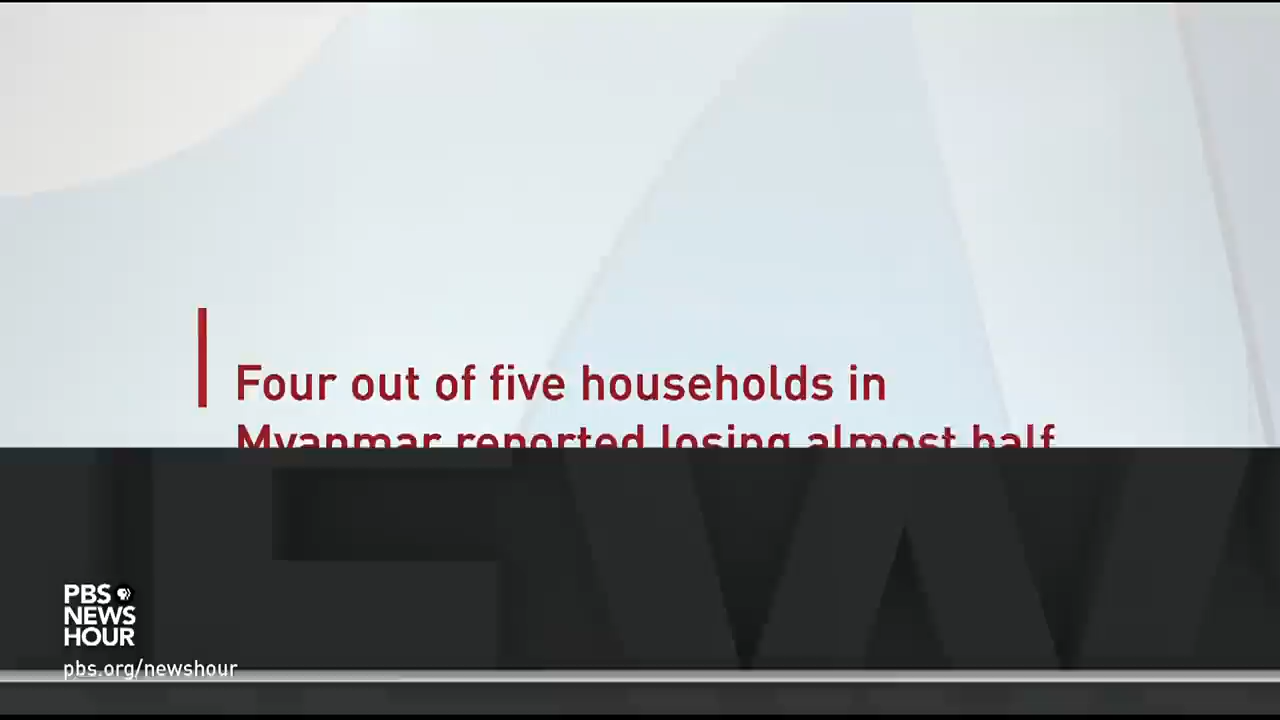 Four out of five households in
Myanmar reported losing almost half
PBS
NEWS
HOUR
pbs.org/newshour